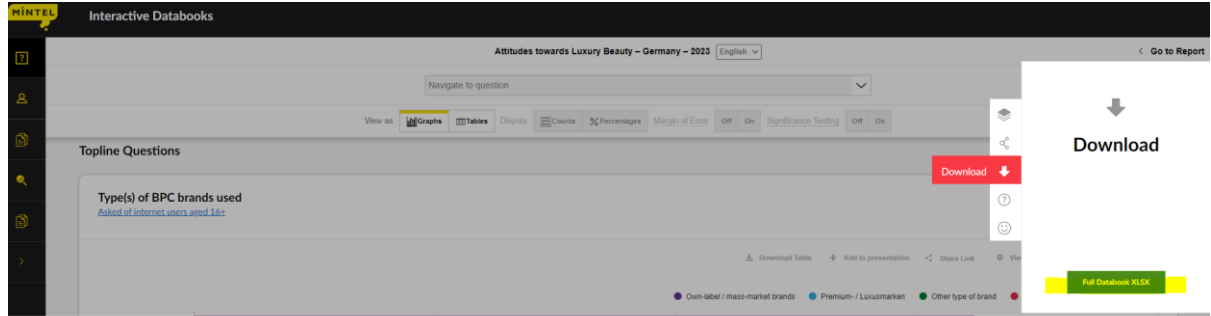 MINTEL
Interactive Databooks
Attitudes towards Luxury Beauty – Germany – 2023 English
Go to Report
Navigate to question
View as Graphs Tables Display Counts Percentages Margin of Error Off On Significance Testing Off On
Topline Questions
Download
Download
Type(s) of BPC brands used
Asked of internet users aged 16+
Download Table Add to presentation Share Link
Full Databook XLSX
Own-label / mass-market brands Premium- / Luxusmarken Other type of brand